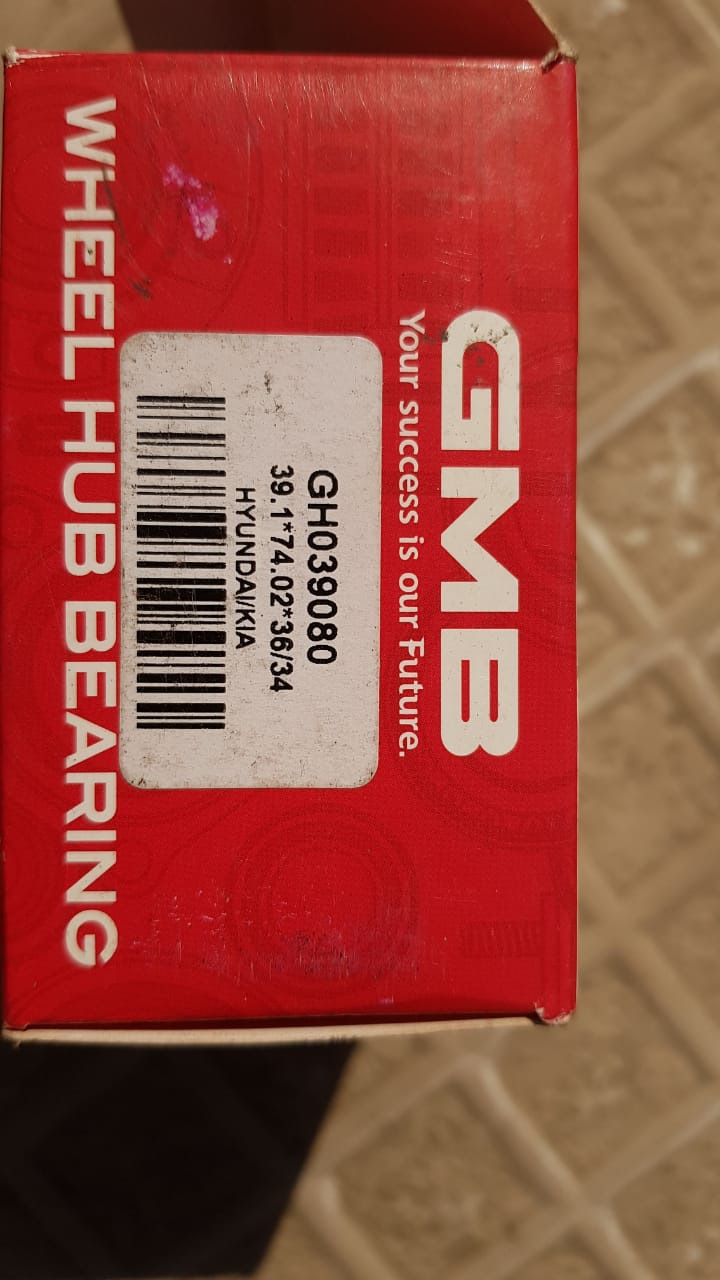 GMB
Your success is our Future.
GH039080
39.1*74.02*36/34
HYUNDAI/KIA
WHEEL HUB BEARING